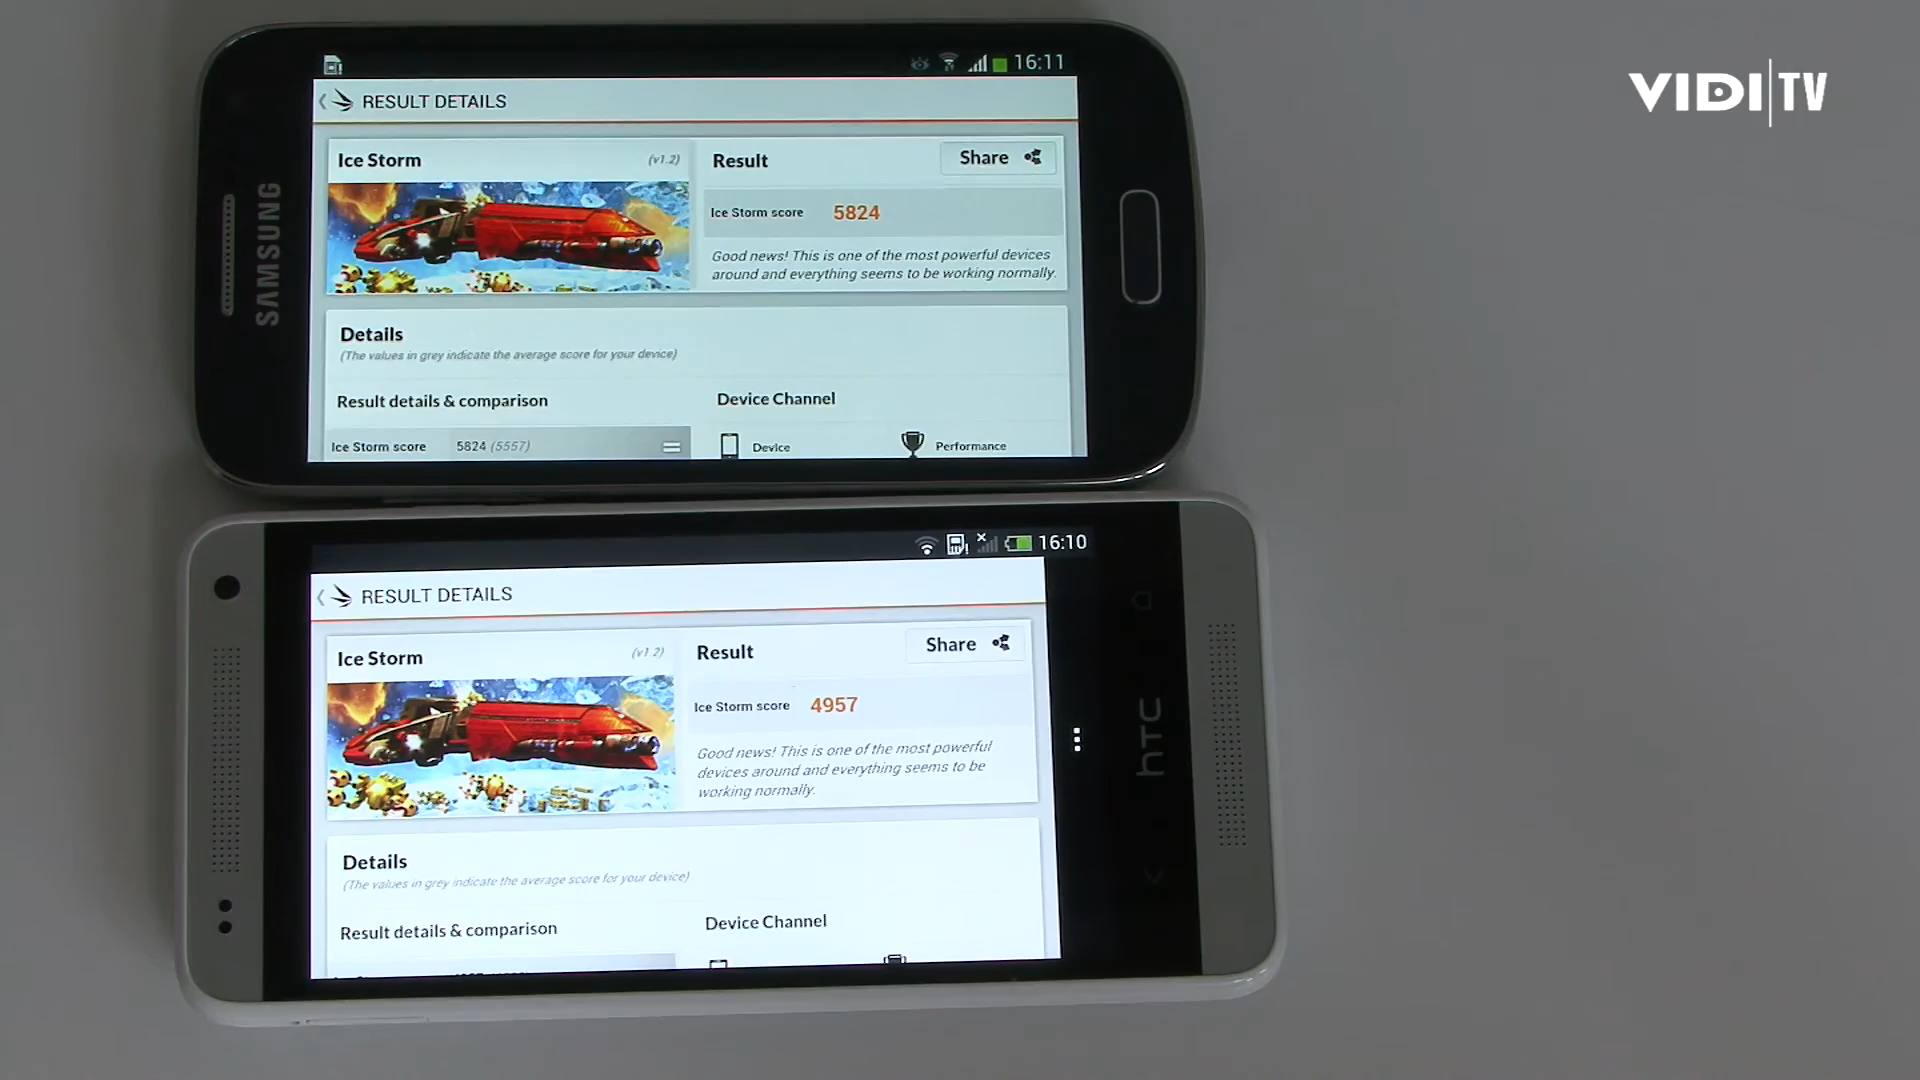 VIDI|TV
16:11
RESULT DETAILS
Ice Storm
(v1.2)
Result
Share
Ice Storm score
5824
Good news! This is one of the most powerful devices
around and everything seems to be working normally.
Details
(The values in grey indicate the average score for your device)
Result details & comparison
Device Channel
Ice Storm score
5824 (5557)
Device
Performance
SAMSUNG
16:10
RESULT DETAILS
Ice Storm
(v1.2)
Result
Share
Ice Storm score
4957
Good news! This is one of the most powerful
devices around and everything seems to be
working normally.
Details
(The values in grey indicate the average score for your device)
Result details & comparison
Device Channel
hTC